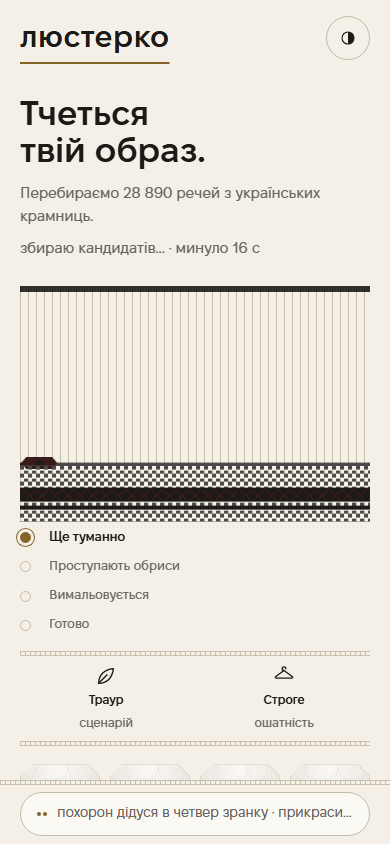 люстерко
Тчеться
твій образ.
Перебираємо 28 890 речей з українських
крамниць.
збираю кандидатів... · минуло 16 с
Ще туманно
Проступають обриси
Вимальовується
Готово
Траур
сценарій
Строге
ошатність
похорон дідуся в четвер зранку · прикраси...